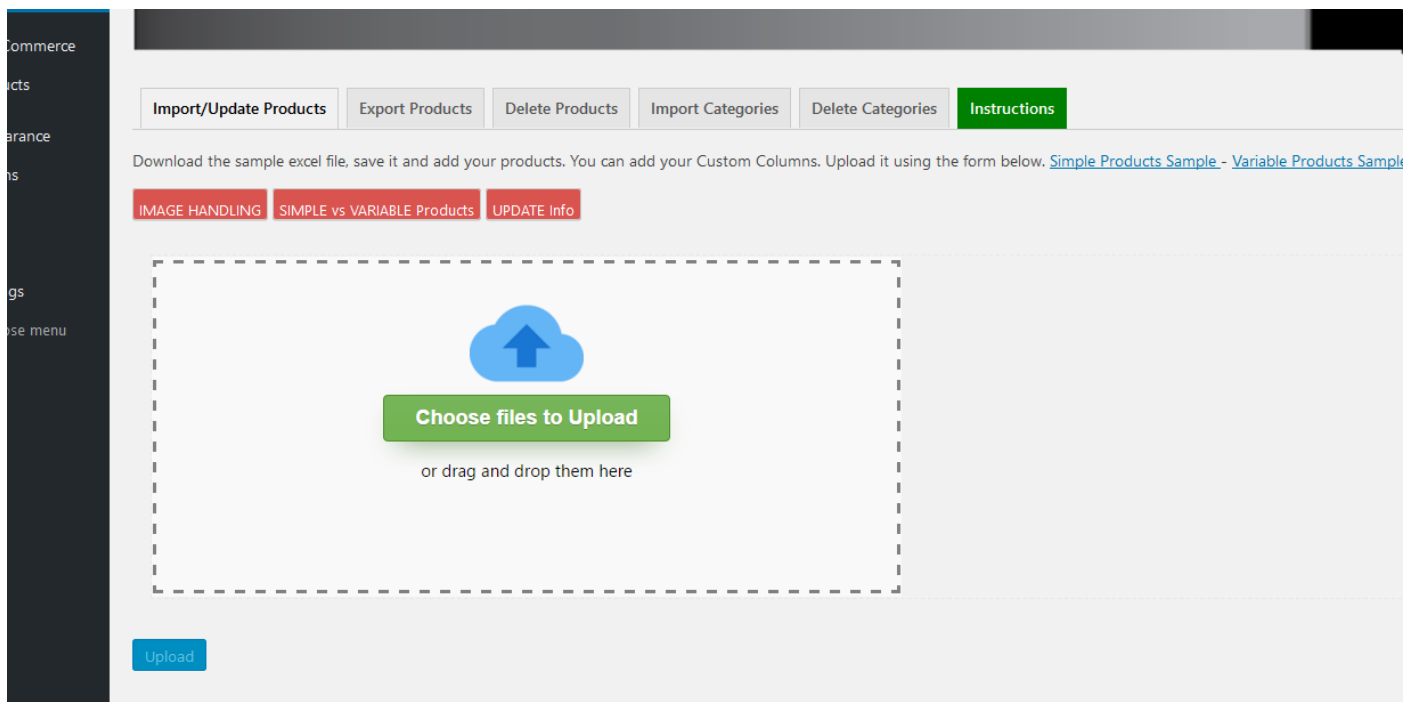 Commerce
Import/Update Products Export Products Delete Products Import Categories Delete Categories Instructions
Download the sample excel file, save it and add your products. You can add your Custom Columns. Upload it using the form below. Simple Products Sample - Variable Products Sample
IMAGE HANDLING SIMPLE vs VARIABLE Products UPDATE Info
gs
ose menu
Choose files to Upload
or drag and drop them here
Upload